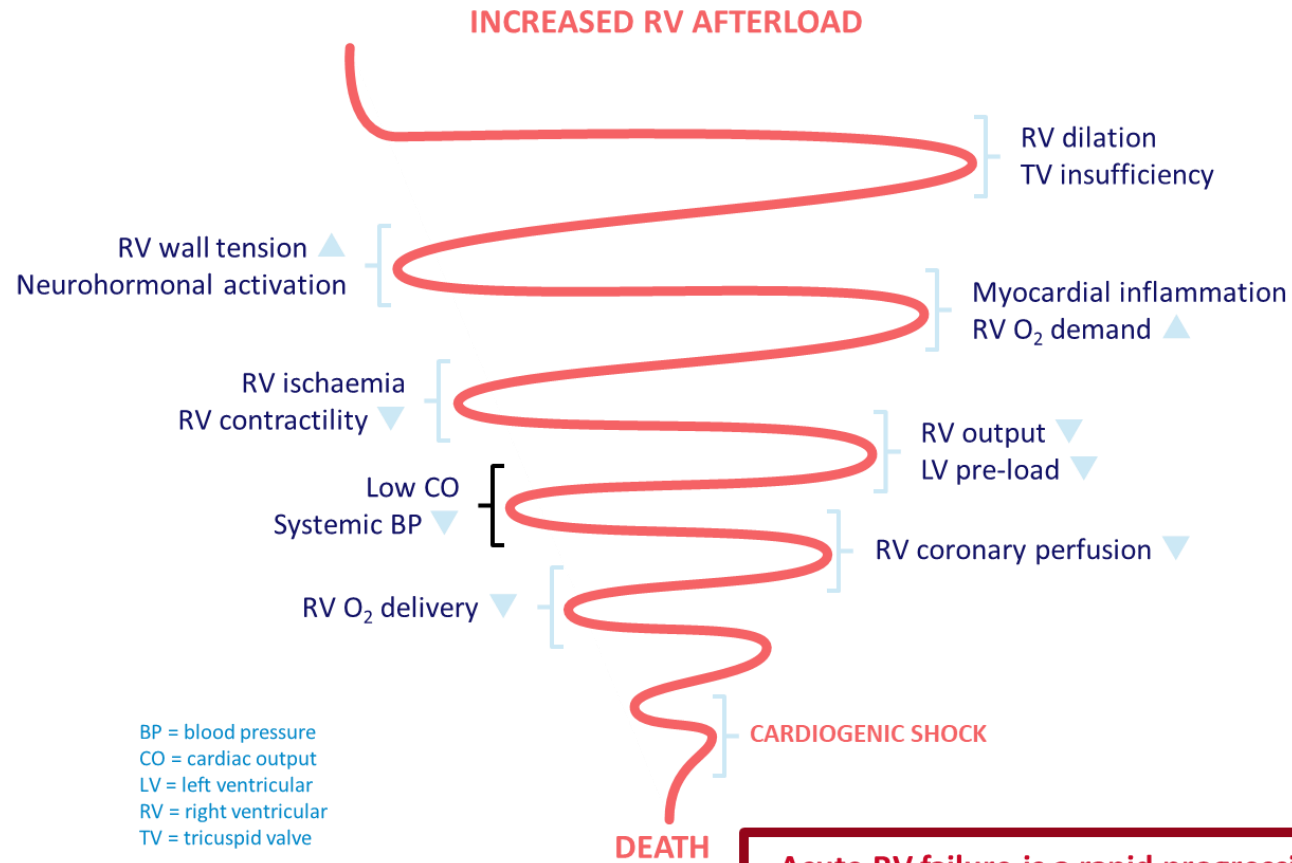 INCREASED RV AFTERLOAD
RV dilation
TV insufficiency
RV wall tension
Neurohormonal activation
Myocardial inflammation
RV O₂ demand
RV ischaemia
RV contractility
RV output
LV pre-load
Low CO
Systemic BP
RV coronary perfusion
RV O₂ delivery
CARDIOGENIC SHOCK
BP = blood pressure
CO = cardiac output
LV = left ventricular
RV = right ventricular
TV = tricuspid valve
DEATH
Acute RV failure is a rapid